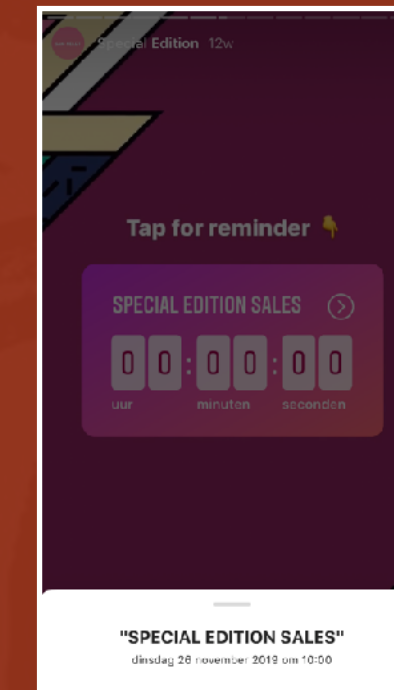 Special Edition 12w
Tap for reminder 👇
SPECIAL EDITION SALES
00:00:00
uur minuten seconden
"SPECIAL EDITION SALES"
dinsdag 26 november 2019 om 10:00